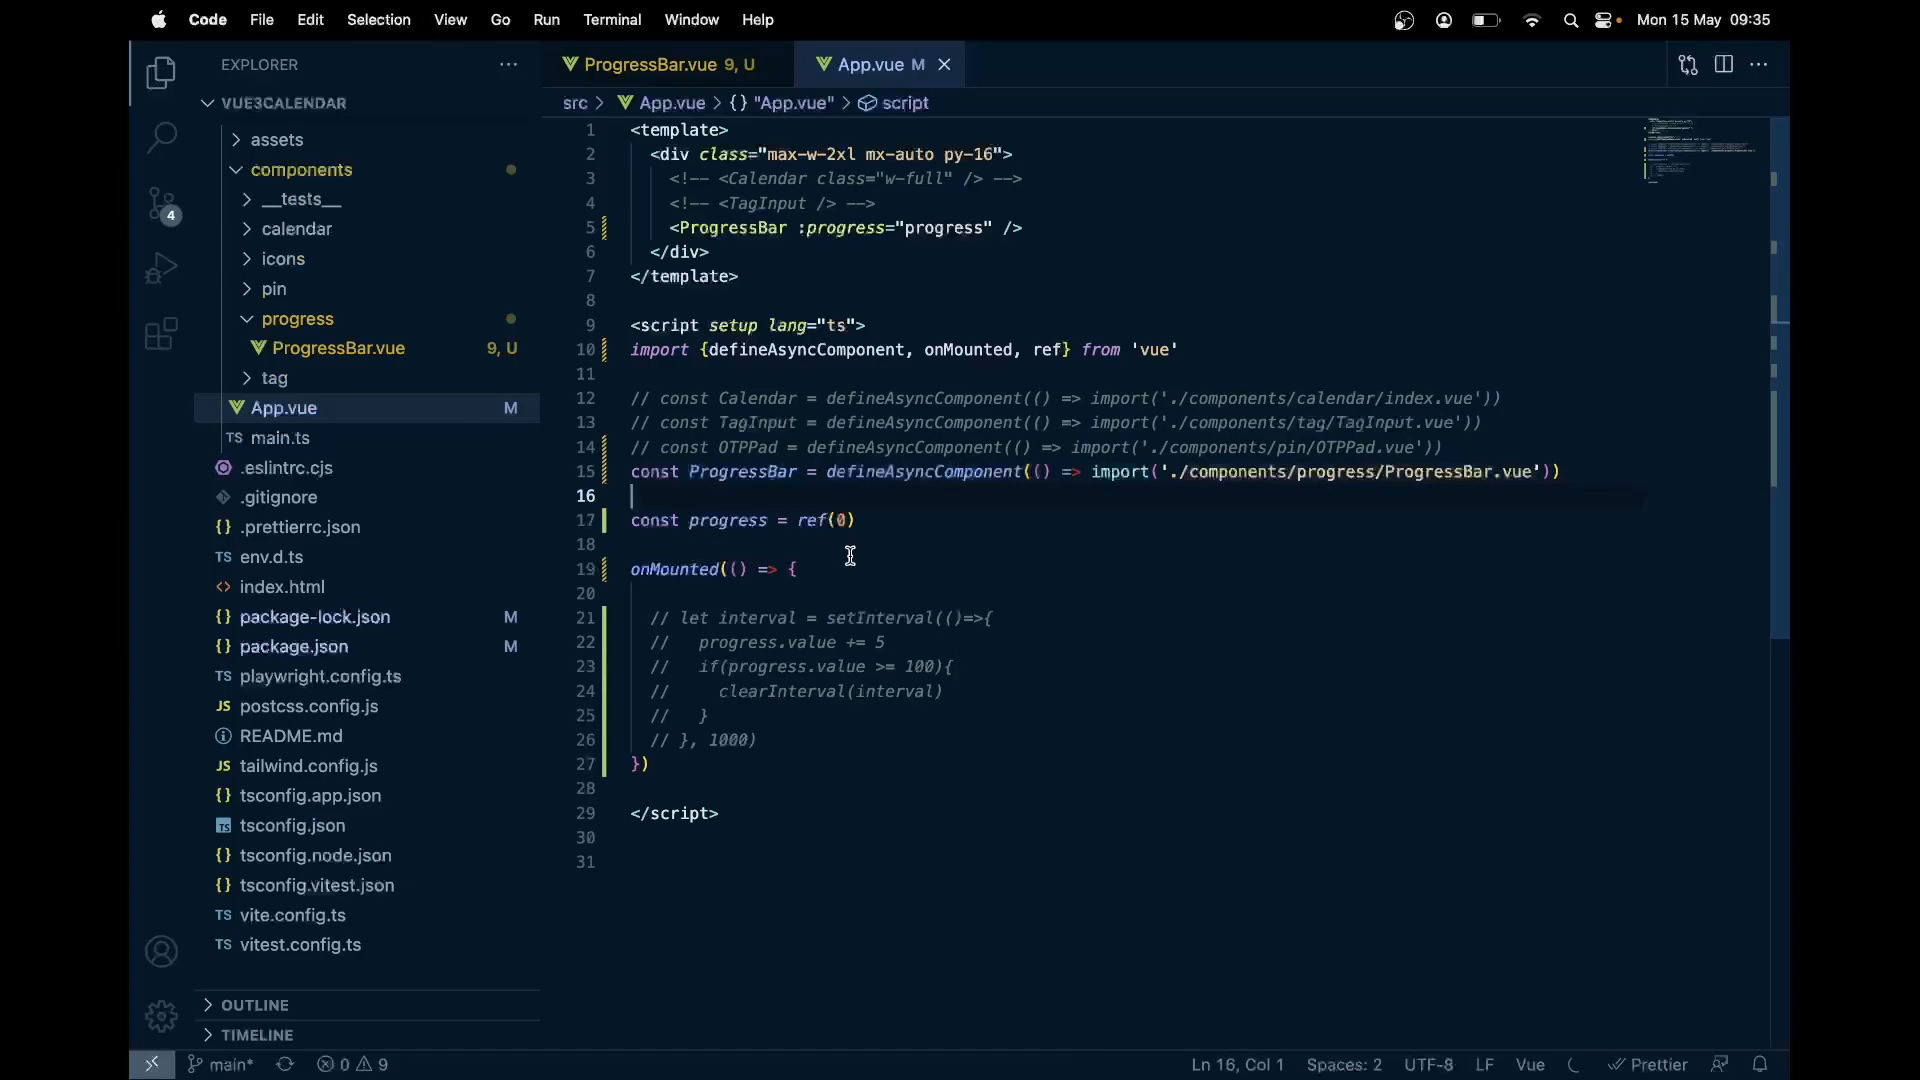 Code File Edit Selection View Go Run Terminal Window Help Mon 15 May 09:35
EXPLORER
VUE3CALENDAR
assets
components
__tests__
calendar
icons
pin
progress
ProgressBar.vue 9, U
tag
App.vue M
TS main.ts
.eslintrc.cjs
.gitignore
{} .prettierrc.json
TS env.d.ts
<> index.html
{} package-lock.json M
{} package.json M
TS playwright.config.ts
JS postcss.config.js
README.md
JS tailwind.config.js
{} tsconfig.app.json
TS tsconfig.json
{} tsconfig.node.json
{} tsconfig.vitest.json
TS vite.config.ts
TS vitest.config.ts
OUTLINE
TIMELINE
4
ProgressBar.vue 9, U App.vue M
src > App.vue > {} "App.vue" > script
1 <template>
2 <div class="max-w-2xl mx-auto py-16">
3 <!-- <Calendar class="w-full" /> -->
4 <!-- <TagInput /> -->
5 <ProgressBar :progress="progress" />
6 </div>
7 </template>
8
9 <script setup lang="ts">
10 import {defineAsyncComponent, onMounted, ref} from 'vue'
11
12 // const Calendar = defineAsyncComponent(() => import('./components/calendar/index.vue'))
13 // const TagInput = defineAsyncComponent(() => import('./components/tag/TagInput.vue'))
14 // const OTPPad = defineAsyncComponent(() => import('./components/pin/OTPPad.vue'))
15 const ProgressBar = defineAsyncComponent(() => import('./components/progress/ProgressBar.vue'))
16
17 const progress = ref(0)
18
19 onMounted(() => {
20
21 // let interval = setInterval(()=>{
22 // progress.value += 5
23 // if(progress.value >= 100){
24 // clearInterval(interval)
25 // }
26 // }, 1000)
27 })
28
29 </script>
30
31
main* 0 9 Ln 16, Col 1 Spaces: 2 UTF-8 LF Vue Prettier